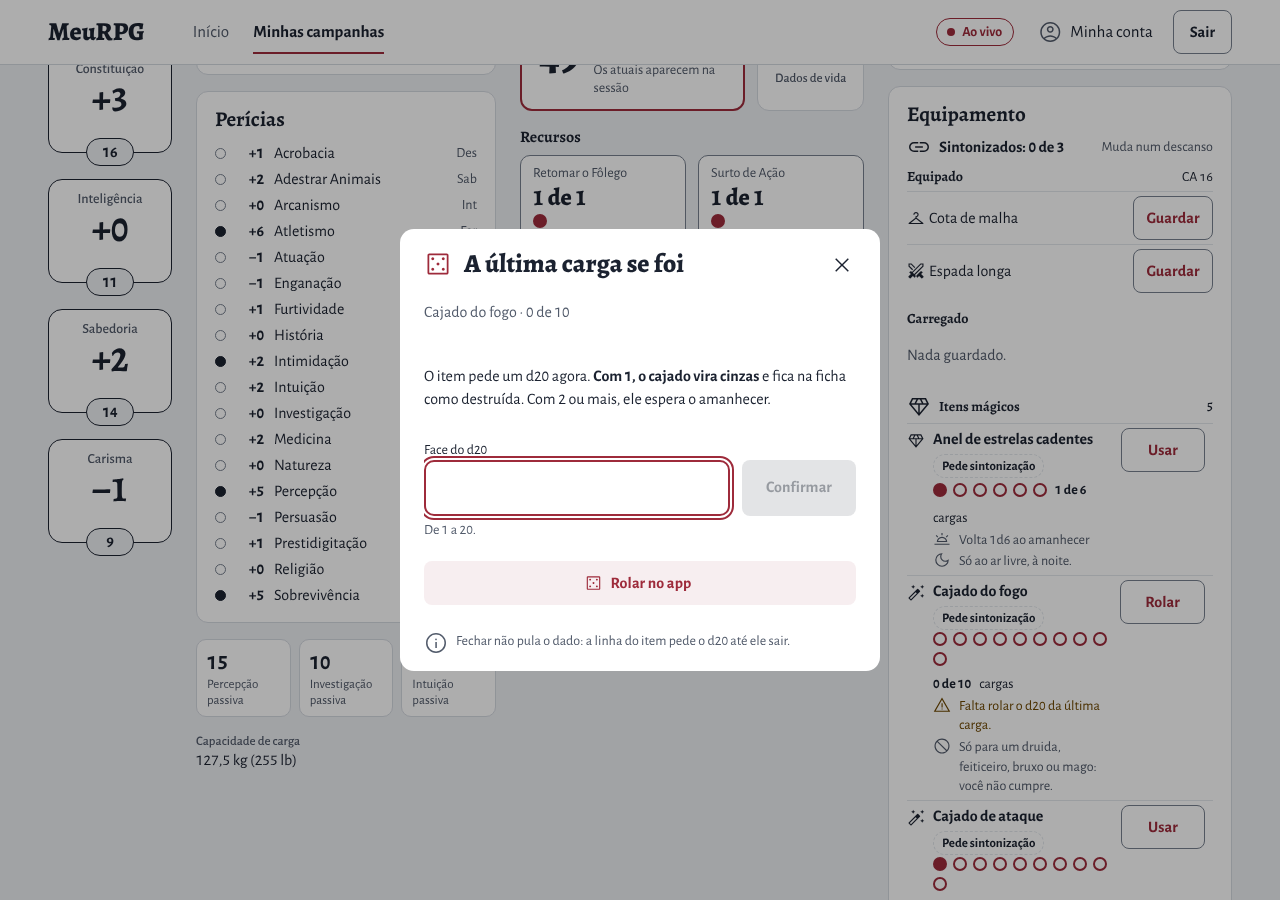 MeuRPG
Início
Minhas campanhas
Ao vivo
Minha conta
Sair
Constituição
+3
16
Inteligência
+0
11
Sabedoria
+2
14
Carisma
−1
9
Perícias
+1 Acrobacia Des
+2 Adestrar Animais Sab
+0 Arcanismo Int
+6 Atletismo
−1 Atuação
−1 Enganação
+1 Furtividade
+0 História
+2 Intimidação
+2 Intuição
+0 Investigação
+2 Medicina
+0 Natureza
+5 Percepção
−1 Persuasão
+1 Prestidigitação
+0 Religião
+5 Sobrevivência
15
Percepção
passiva
10
Investigação
passiva
Intuição
passiva
Capacidade de carga
127,5 kg (255 lb)
Os atuais aparecem na
sessão
Dados de vida
Recursos
Retomar o Fôlego
1 de 1
Surto de Ação
1 de 1
A última carga se foi
Cajado do fogo · 0 de 10
O item pede um d20 agora. Com 1, o cajado vira cinzas e fica na ficha
como destruída. Com 2 ou mais, ele espera o amanhecer.
Face do d20
Confirmar
De 1 a 20.
Rolar no app
Fechar não pula o dado: a linha do item pede o d20 até ele sair.
Equipamento
Sintonizados: 0 de 3 Muda num descanso
Equipado CA 16
Cota de malha Guardar
Espada longa Guardar
Carregado
Nada guardado.
Itens mágicos 5
Anel de estrelas cadentes Usar
Pede sintonização
1 de 6
cargas
Volta 1d6 ao amanhecer
Só ao ar livre, à noite.
Cajado do fogo Rolar
Pede sintonização
0 de 10 cargas
Falta rolar o d20 da última
carga.
Só para um druida,
feiticeiro, bruxo ou mago:
você não cumpre.
Cajado de ataque Usar
Pede sintonização